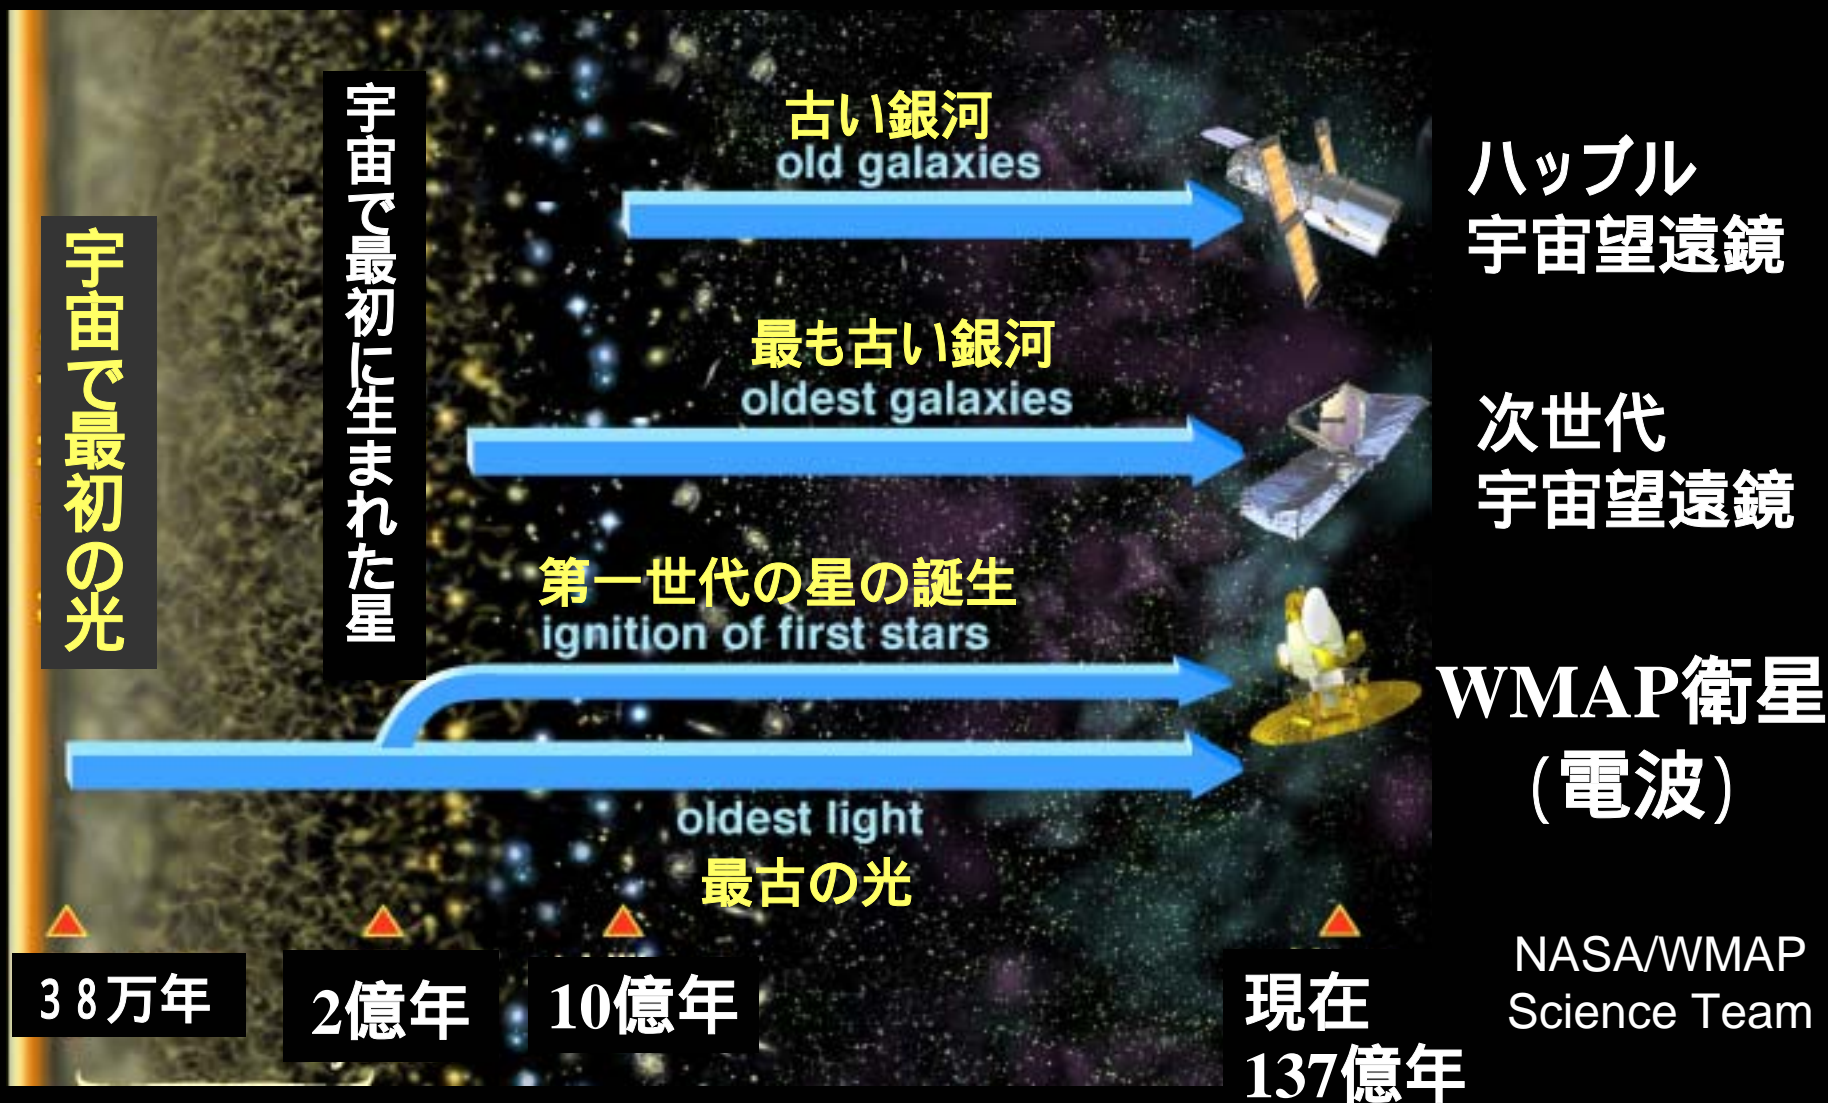 宇宙で最初の光
宇宙で最初に生まれた星
古い銀河
old galaxies
ハッブル
宇宙望遠鏡
最も古い銀河
oldest galaxies
次世代
宇宙望遠鏡
第一世代の星の誕生
ignition of first stars
WMAP衛星
(電波)
oldest light
最古の光
３８万年
2億年
10億年
現在
137億年
NASA/WMAP
Science Team